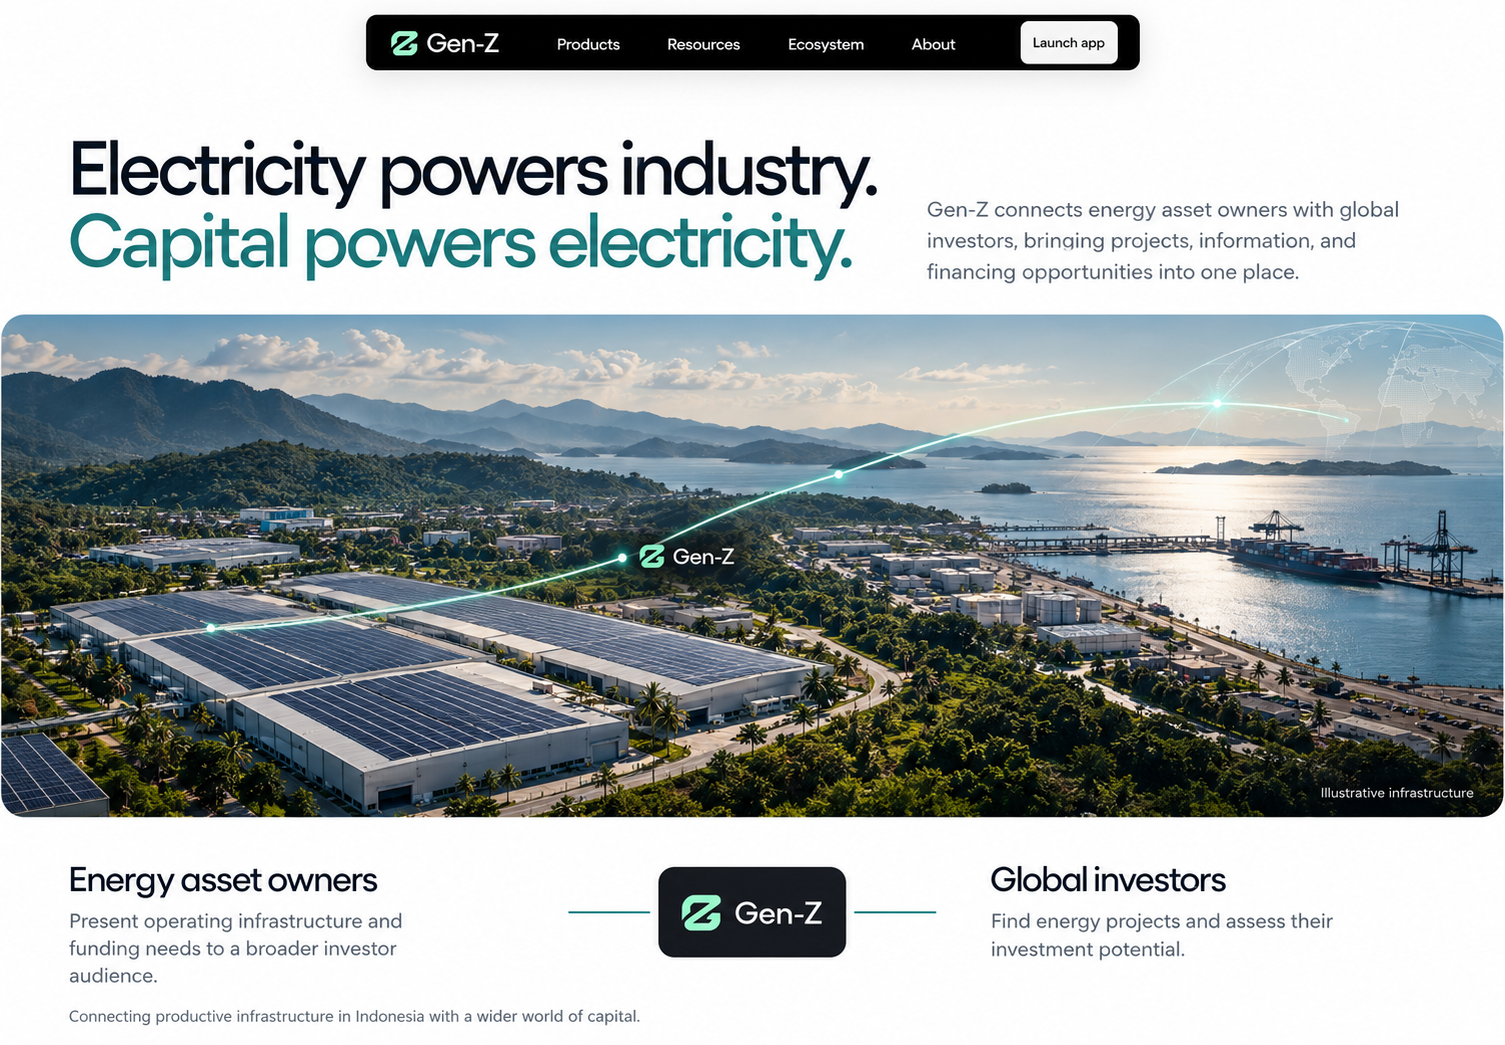 Gen-Z
Products
Resources
Ecosystem
About
Launch app
Electricity powers industry.
Capital powers electricity.
Gen-Z connects energy asset owners with global
investors, bringing projects, information, and
financing opportunities into one place.
Gen-Z
Illustrative infrastructure
Energy asset owners
Present operating infrastructure and
funding needs to a broader investor
audience.
Gen-Z
Global investors
Find energy projects and assess their
investment potential.
Connecting productive infrastructure in Indonesia with a wider world of capital.